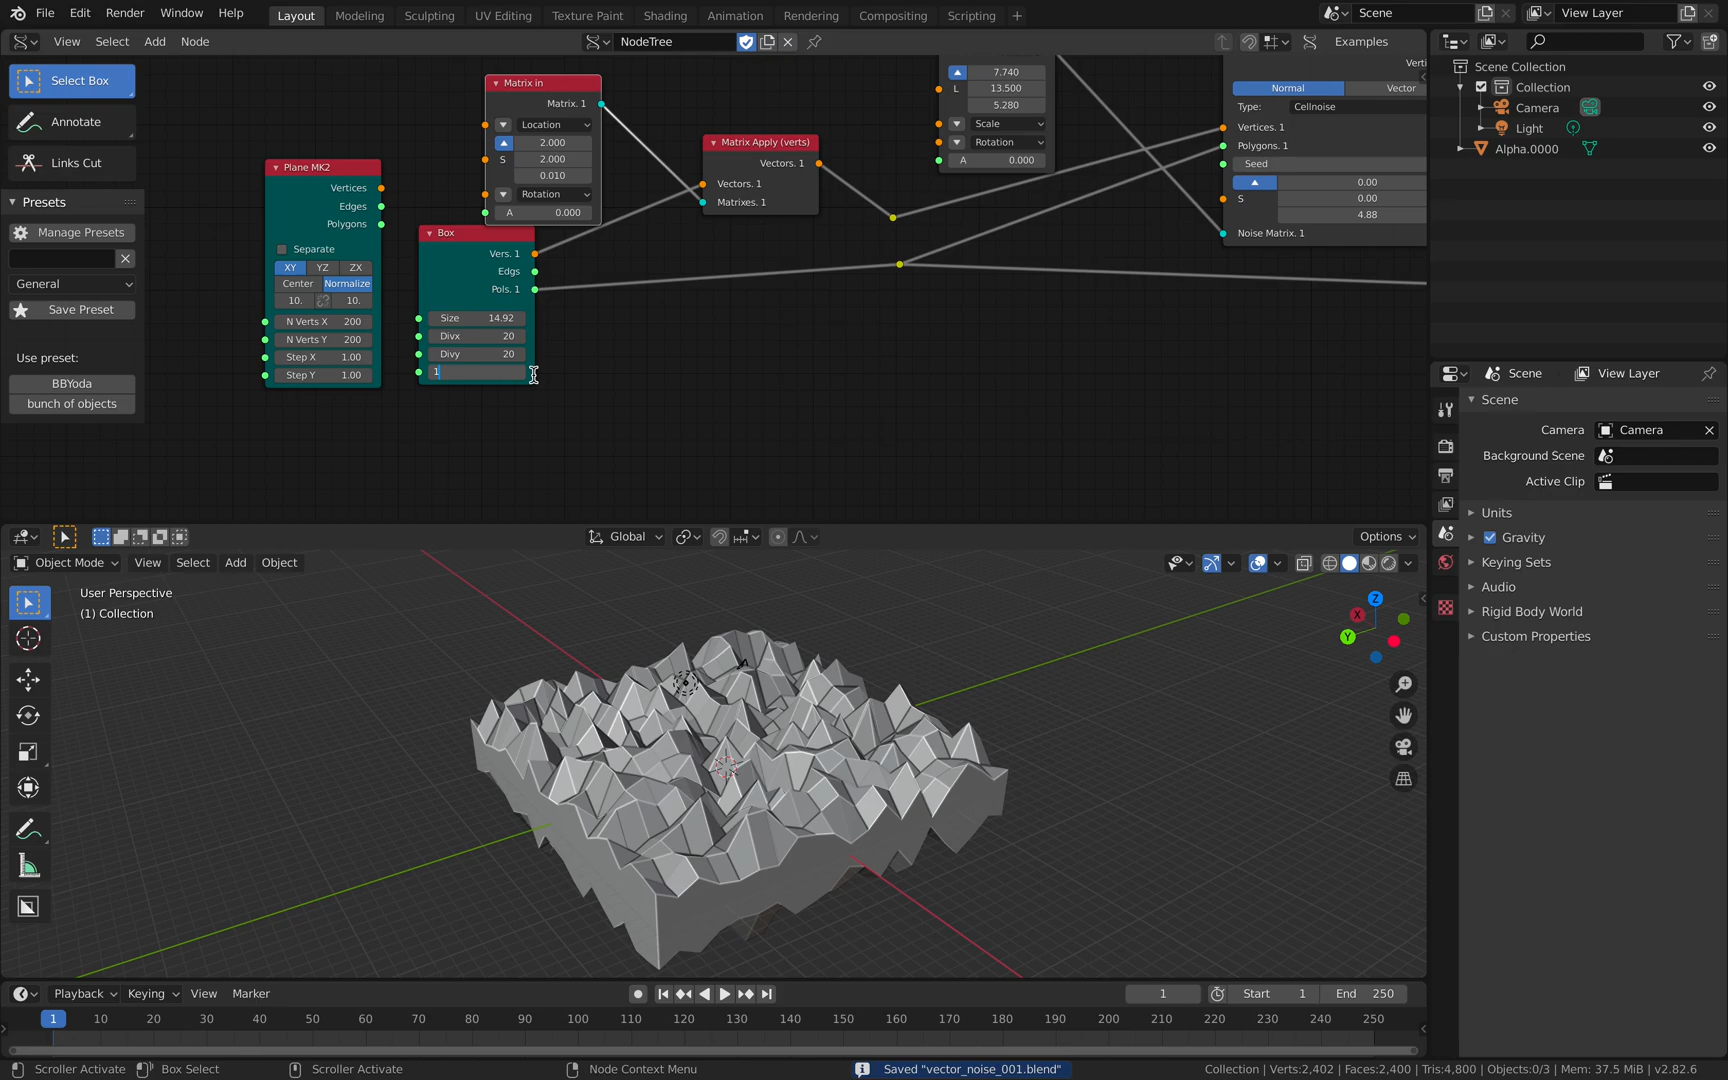 File Edit Render Window Help
Layout Modeling Sculpting UV Editing Texture Paint Shading Animation Rendering Compositing Scripting +
Scene
View Layer
View Select Add Node
NodeTree
Examples
Select Box
Annotate
Links Cut
Presets
Manage Presets
General
Save Preset
Use preset:
BBYoda
bunch of objects
Plane MK2
Vertices
Edges
Polygons
Separate
XY YZ ZX
Center Normalize
10. 10.
N Verts X 200
N Verts Y 200
Step X 1.00
Step Y 1.00
Matrix in
Matrix. 1
Location
2.000
S 2.000
0.010
Rotation
A 0.000
Box
Vers. 1
Edgs
Pols. 1
Size 14.92
Divx 20
Divy 20
1
Matrix Apply (verts)
Vectors. 1
Vectors. 1
Matrixes. 1
7.740
L 13.500
5.280
Scale
Rotation
A 0.000
Verti
Normal Vector
Type: Cellnoise
Vertices. 1
Polygons. 1
Seed
0.00
S 0.00
4.88
Noise Matrix. 1
Scene Collection
Collection
Camera
Light
Alpha.0000
Scene View Layer
Scene
Camera Camera
Background Scene
Active Clip
Units
Gravity
Keying Sets
Audio
Rigid Body World
Custom Properties
Global
Options
Object Mode View Select Add Object
User Perspective
(1) Collection
Z
X
Y
Playback Keying View Marker
1
Start 1
End 250
1 10 20 30 40 50 60 70 80 90 100 110 120 130 140 150 160 170 180 190 200 210 220 230 240 250
Scroller Activate Box Select Scroller Activate Node Context Menu
Saved "vector_noise_001.blend"
Collection | Verts:2,402 | Faces:2,400 | Tris:4,800 | Objects:0/3 | Mem: 37.5 MiB | v2.82.6